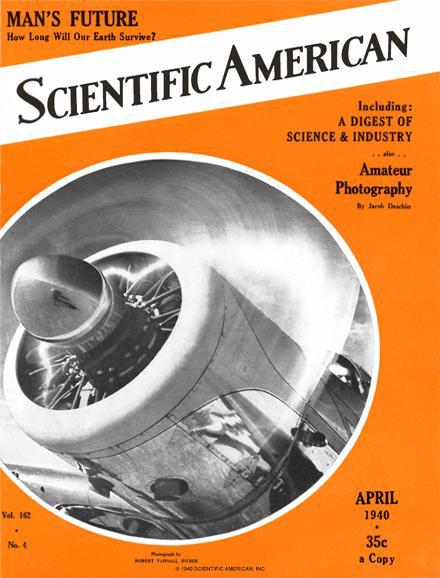 MAN'S FUTURE
How Long Will Our Earth Survive?
SCIENTIFIC AMERICAN
Including:
A DIGEST OF
SCIENCE & INDUSTRY
. . also . .
Amateur
Photography
By Jacob Deschin
Vol. 162
•
No. 4
APRIL
1940
•
35c
a Copy
Photograph by
ROBERT YARNALL RICHIE
© 1940 SCIENTIFIC AMERICAN, INC